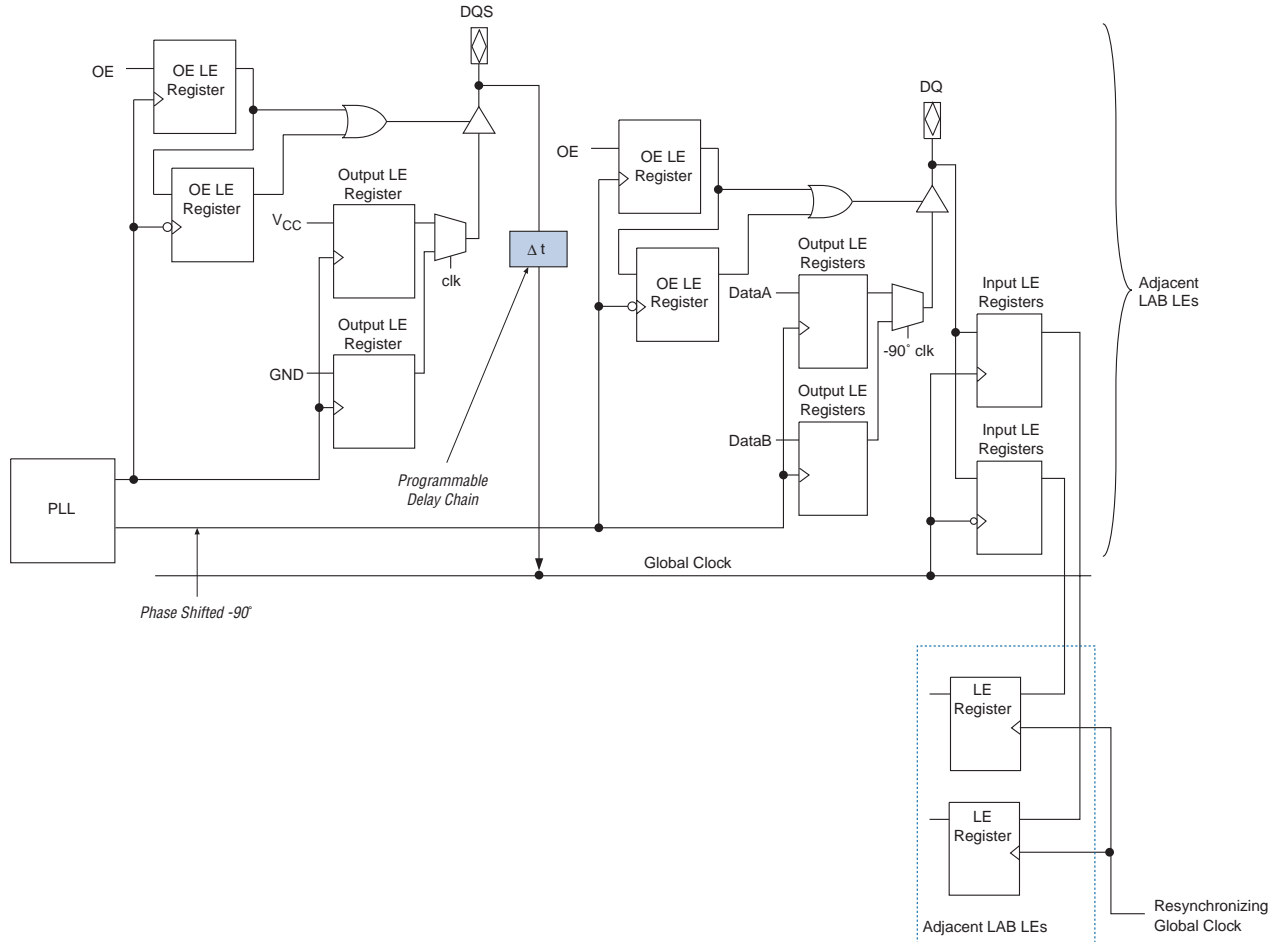 DQS
OE
OE LE
Register
OE LE
Register
Output LE
Register
VCC
clk
Output LE
Register
GND
Δ t
Programmable
Delay Chain
PLL
Phase Shifted -90°
Global Clock
DQ
OE
OE LE
Register
OE LE
Register
Output LE
Registers
DataA
-90° clk
Output LE
Registers
DataB
Input LE
Registers
Input LE
Registers
Adjacent
LAB LEs
LE
Register
LE
Register
Adjacent LAB LEs
Resynchronizing
Global Clock